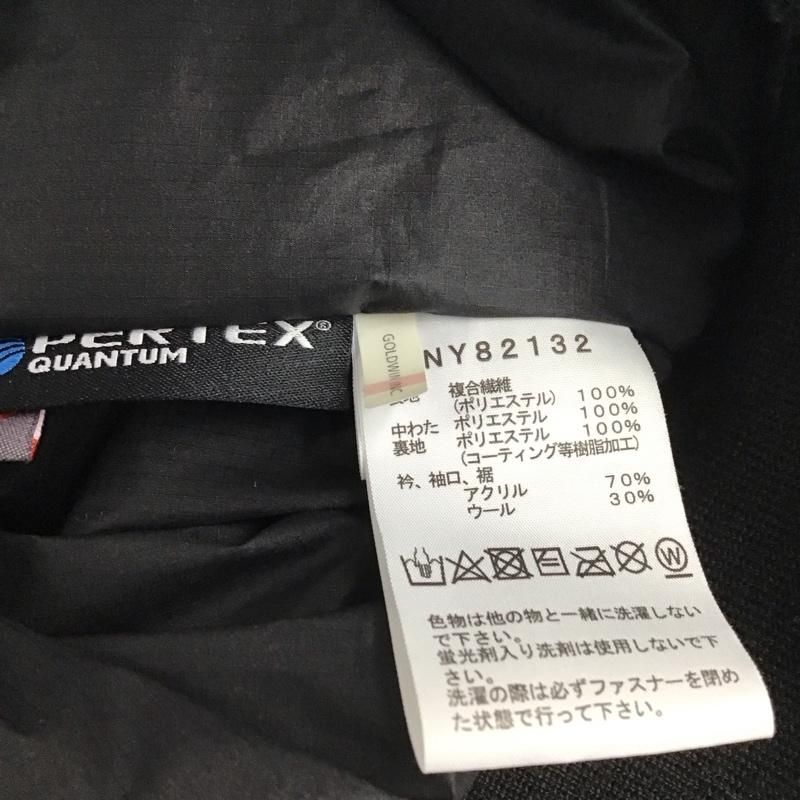 PERTEX®
QUANTUM
GOLDWIN INC
NY82132
複合繊維
(ポリエステル) 100%
中わた ポリエステル 100%
裏地 ポリエステル 100%
(コーティング等樹脂加工)
衿、袖口、裾
アクリル 70%
ウール 30%
W
色物は他の物と一緒に洗濯しない
で下さい。
蛍光剤入り洗剤は使用しないで下
さい。
洗濯の際は必ずファスナーを閉め
た状態で行って下さい。